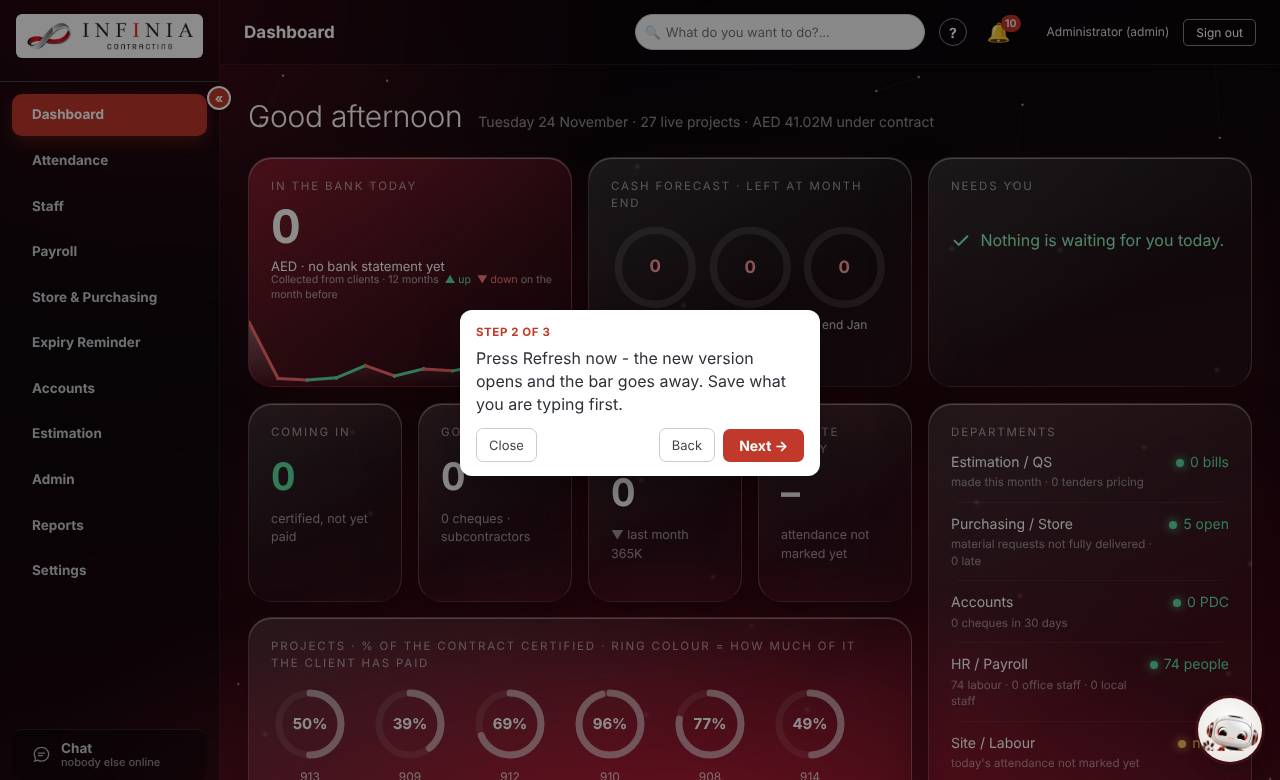 INFINIA
CONTRACTING
Dashboard
What do you want to do?...
?
10
Administrator (admin)
Sign out
«
Dashboard
Attendance
Staff
Payroll
Store & Purchasing
Expiry Reminder
Accounts
Estimation
Admin
Reports
Settings
Chat
nobody else online
Good afternoon
Tuesday 24 November · 27 live projects · AED 41.02M under contract
IN THE BANK TODAY
0
AED · no bank statement yet
Collected from clients · 12 months ▲ up ▼ down on the
month before
CASH FORECAST · LEFT AT MONTH
END
0
0
0
end Jan
NEEDS YOU
Nothing is waiting for you today.
STEP 2 OF 3
Press Refresh now - the new version
opens and the bar goes away. Save what
you are typing first.
Close
Back
Next →
COMING IN
0
certified, not yet
paid
0
0 cheques ·
subcontractors
0
▼ last month
365K
–
attendance not
marked yet
DEPARTMENTS
Estimation / QS
0 bills
made this month · 0 tenders pricing
Purchasing / Store
5 open
material requests not fully delivered ·
0 late
Accounts
0 PDC
0 cheques in 30 days
HR / Payroll
74 people
74 labour · 0 office staff · 0 local
staff
Site / Labour
today's attendance not marked yet
PROJECTS · % OF THE CONTRACT CERTIFIED · RING COLOUR = HOW MUCH OF IT
THE CLIENT HAS PAID
50%
39%
69%
96%
77%
49%
913
909
912
910
908
914